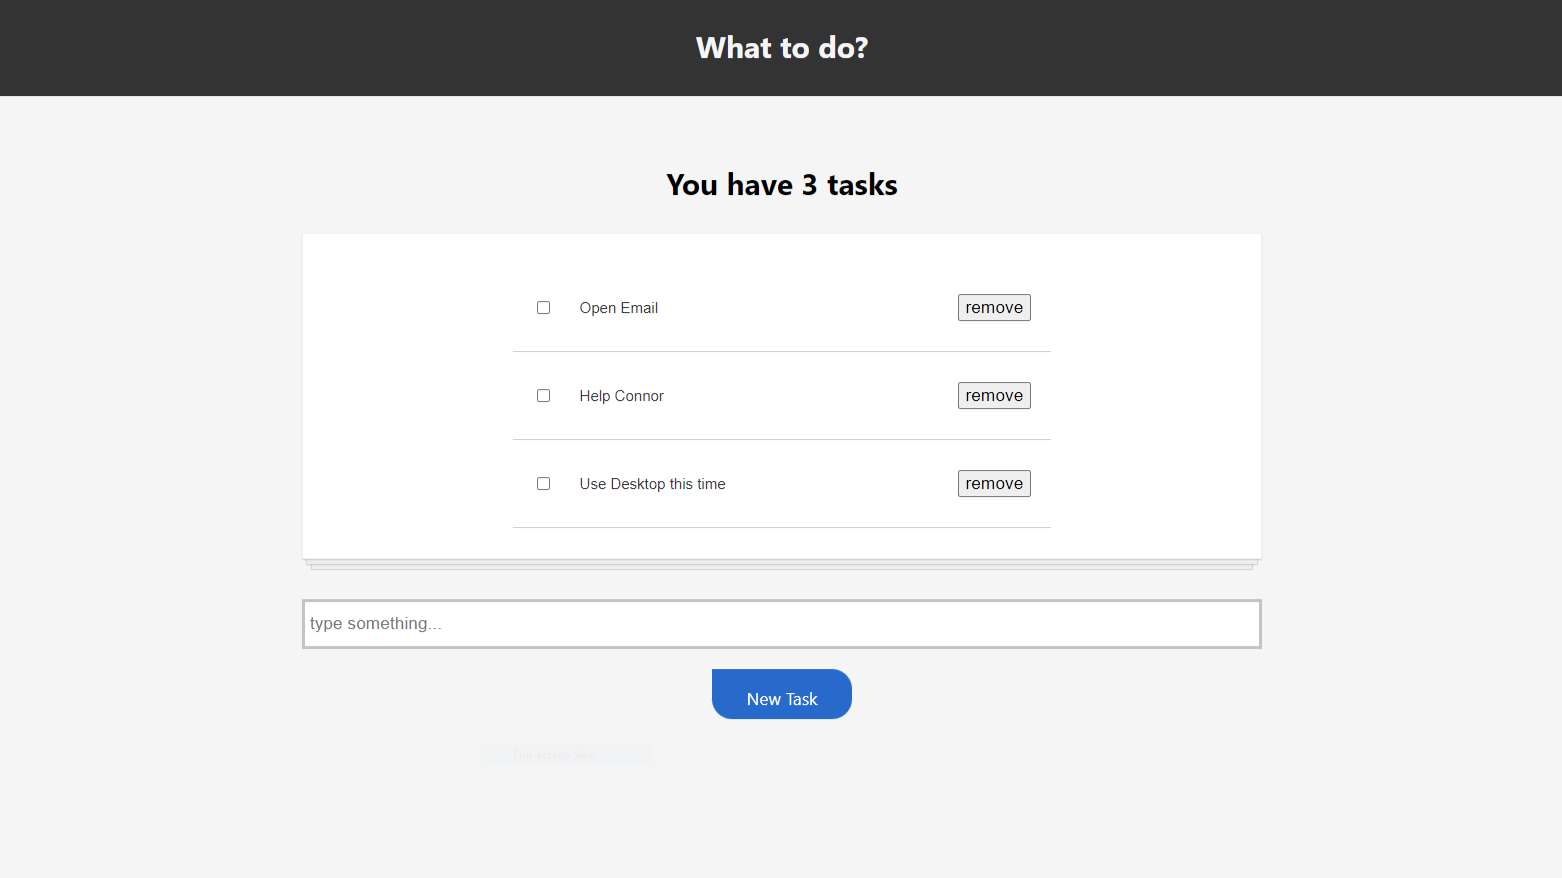 What to do?
You have 3 tasks
Open Email remove
Help Connor remove
Use Desktop this time remove
type something...
New Task
Full-screen Snip